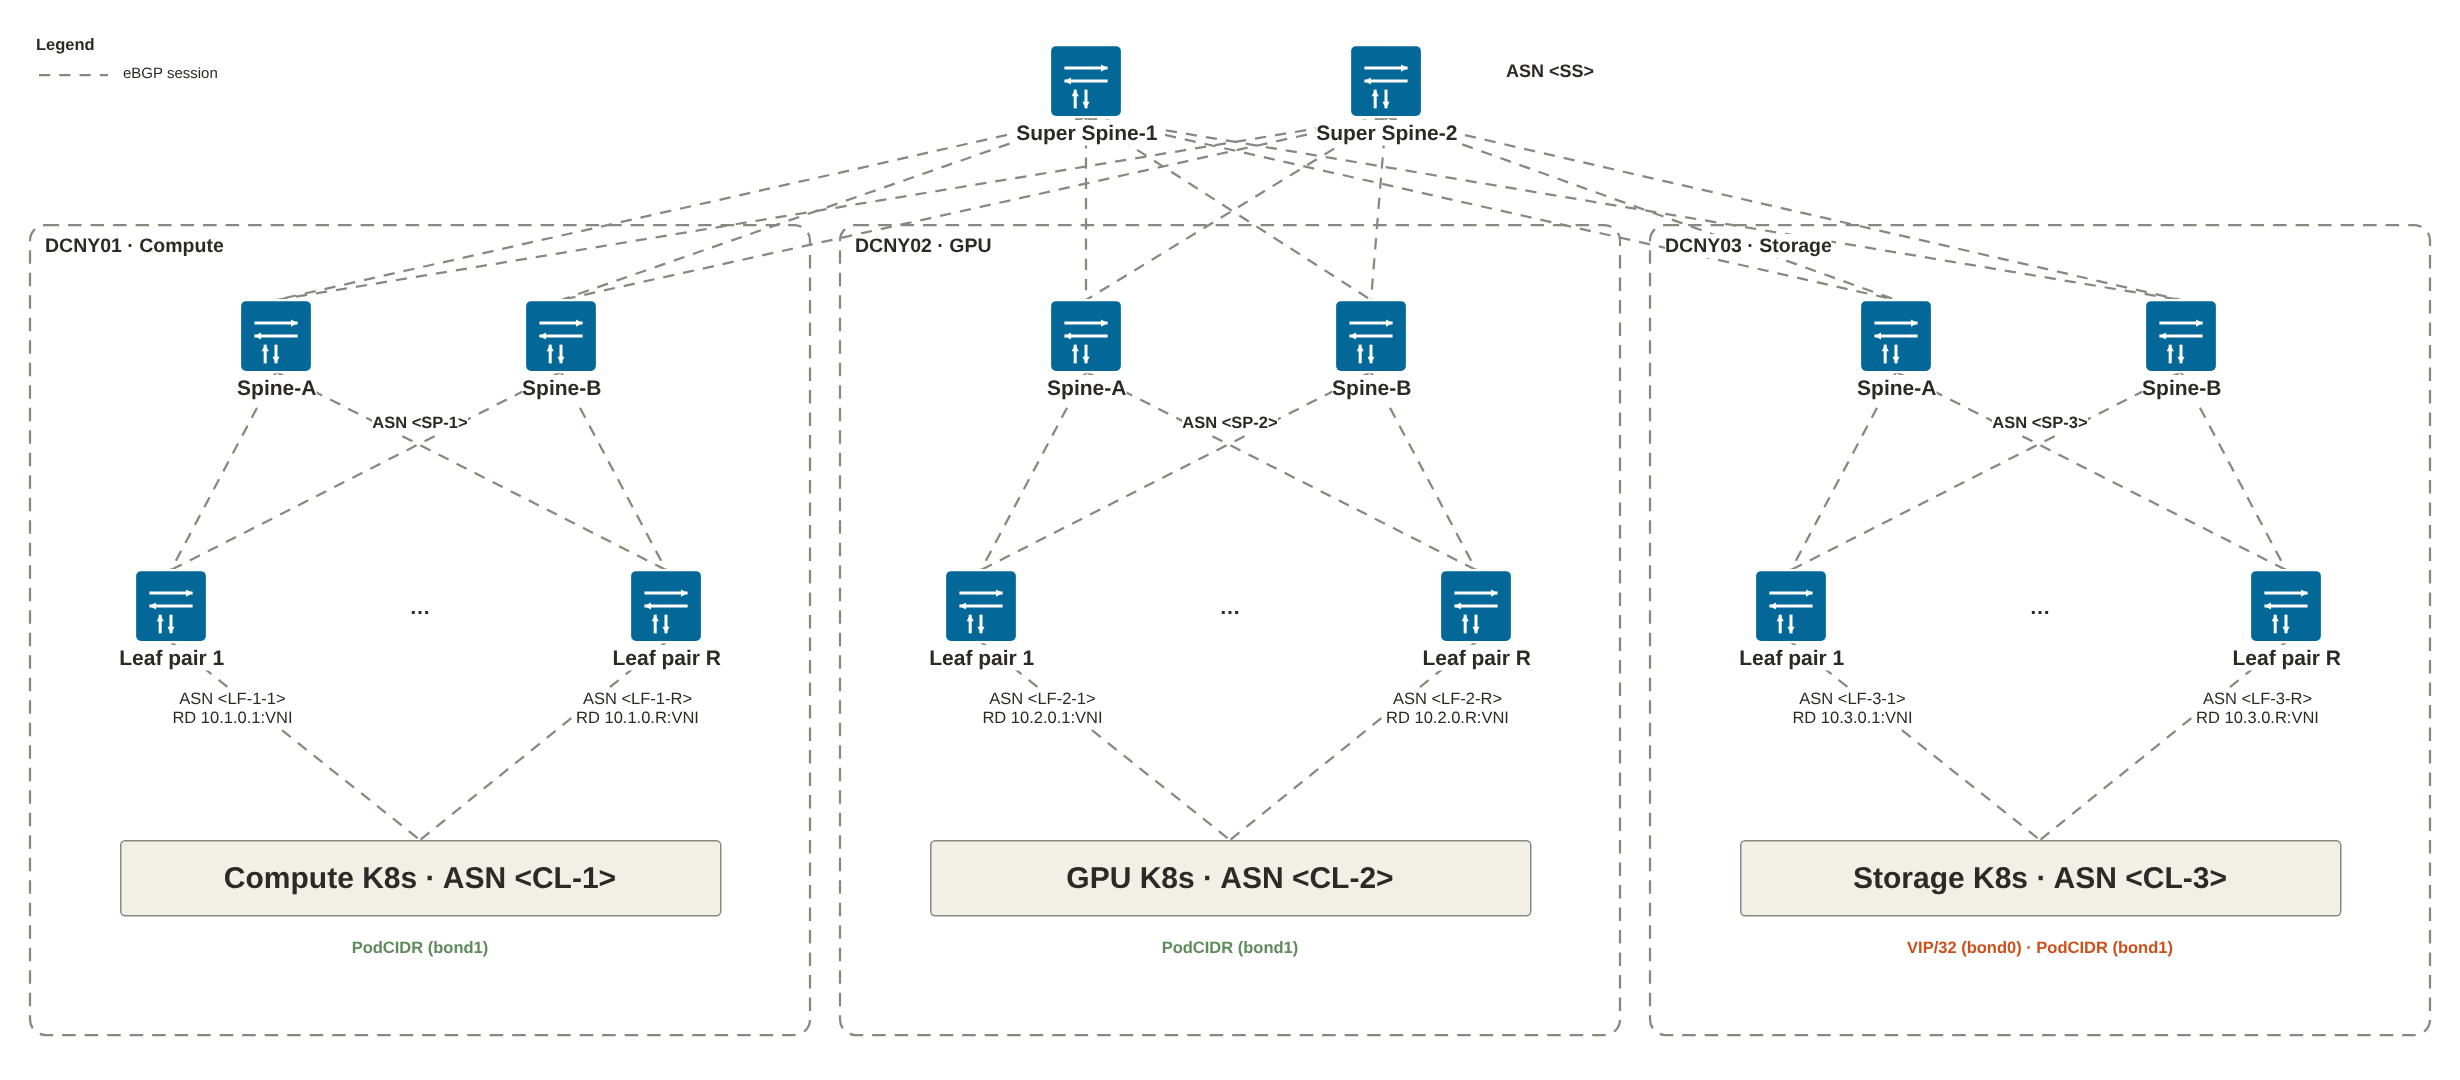 Legend
eBGP session
ASN <SS>
Super Spine-1
Super Spine-2
DCNY01 · Compute
DCNY02 · GPU
DCNY03 · Storage
Spine-A
Spine-B
Spine-A
Spine-B
Spine-A
Spine-B
ASN <SP-1>
ASN <SP-2>
ASN <SP-3>
...
...
...
Leaf pair 1
Leaf pair R
Leaf pair 1
Leaf pair R
Leaf pair 1
Leaf pair R
ASN <LF-1-1>
RD 10.1.0.1:VNI
ASN <LF-1-R>
RD 10.1.0.R:VNI
ASN <LF-2-1>
RD 10.2.0.1:VNI
ASN <LF-2-R>
RD 10.2.0.R:VNI
ASN <LF-3-1>
RD 10.3.0.1:VNI
ASN <LF-3-R>
RD 10.3.0.R:VNI
Compute K8s · ASN <CL-1>
GPU K8s · ASN <CL-2>
Storage K8s · ASN <CL-3>
PodCIDR (bond1)
PodCIDR (bond1)
VIP/32 (bond0) · PodCIDR (bond1)